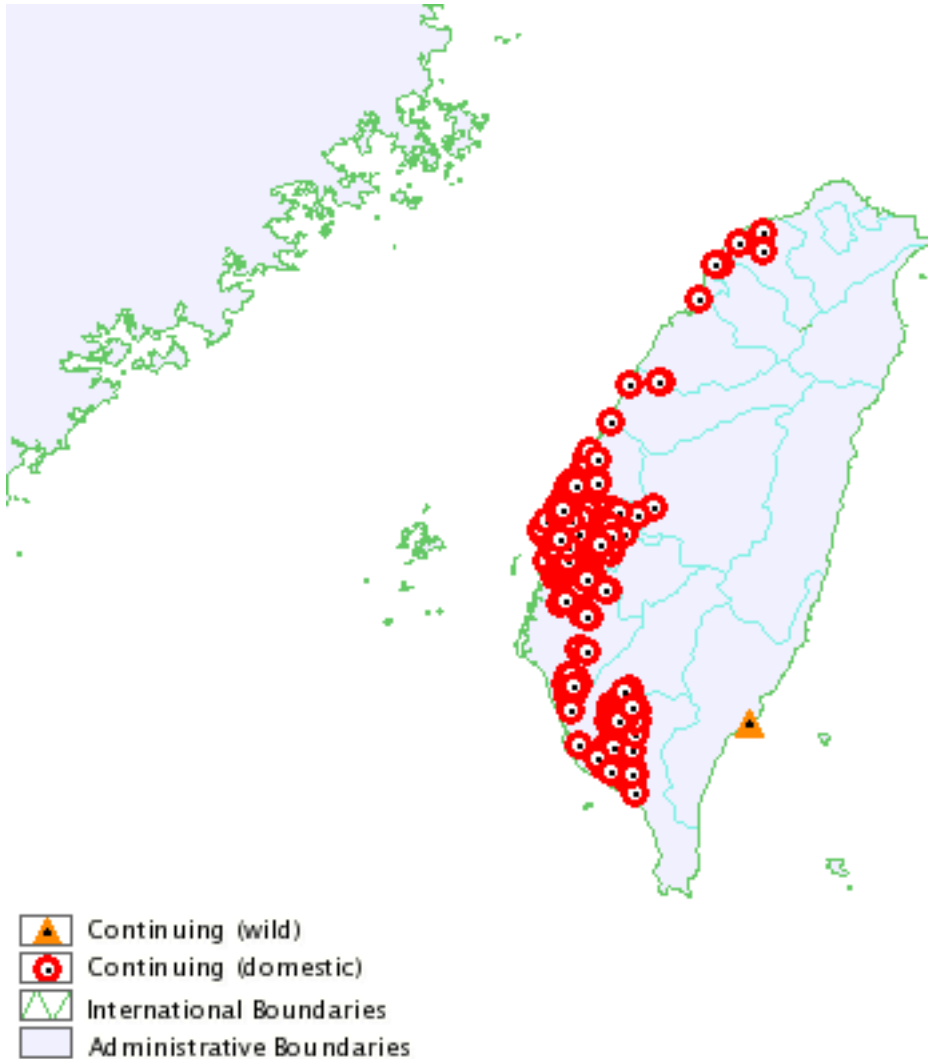 Continuing (wild)
Continuing (domestic)
International Boundaries
Administrative Boundaries